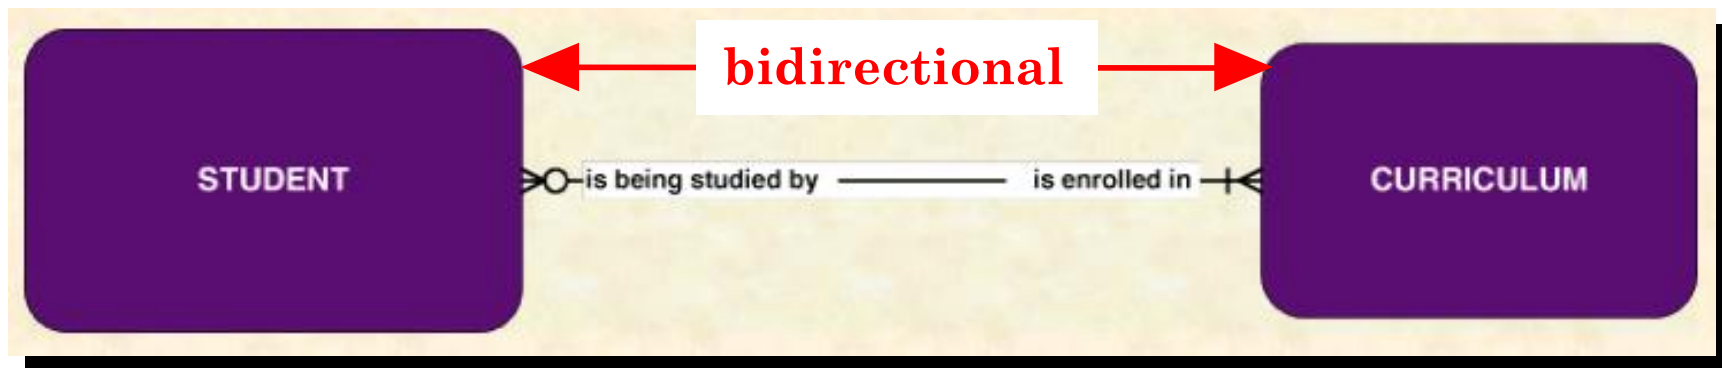 bidirectional
STUDENT
is being studied by
is enrolled in
CURRICULUM